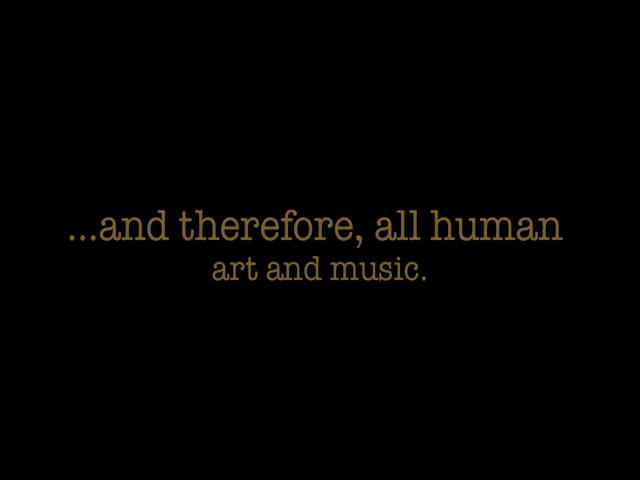 ...and therefore, all human
art and music.